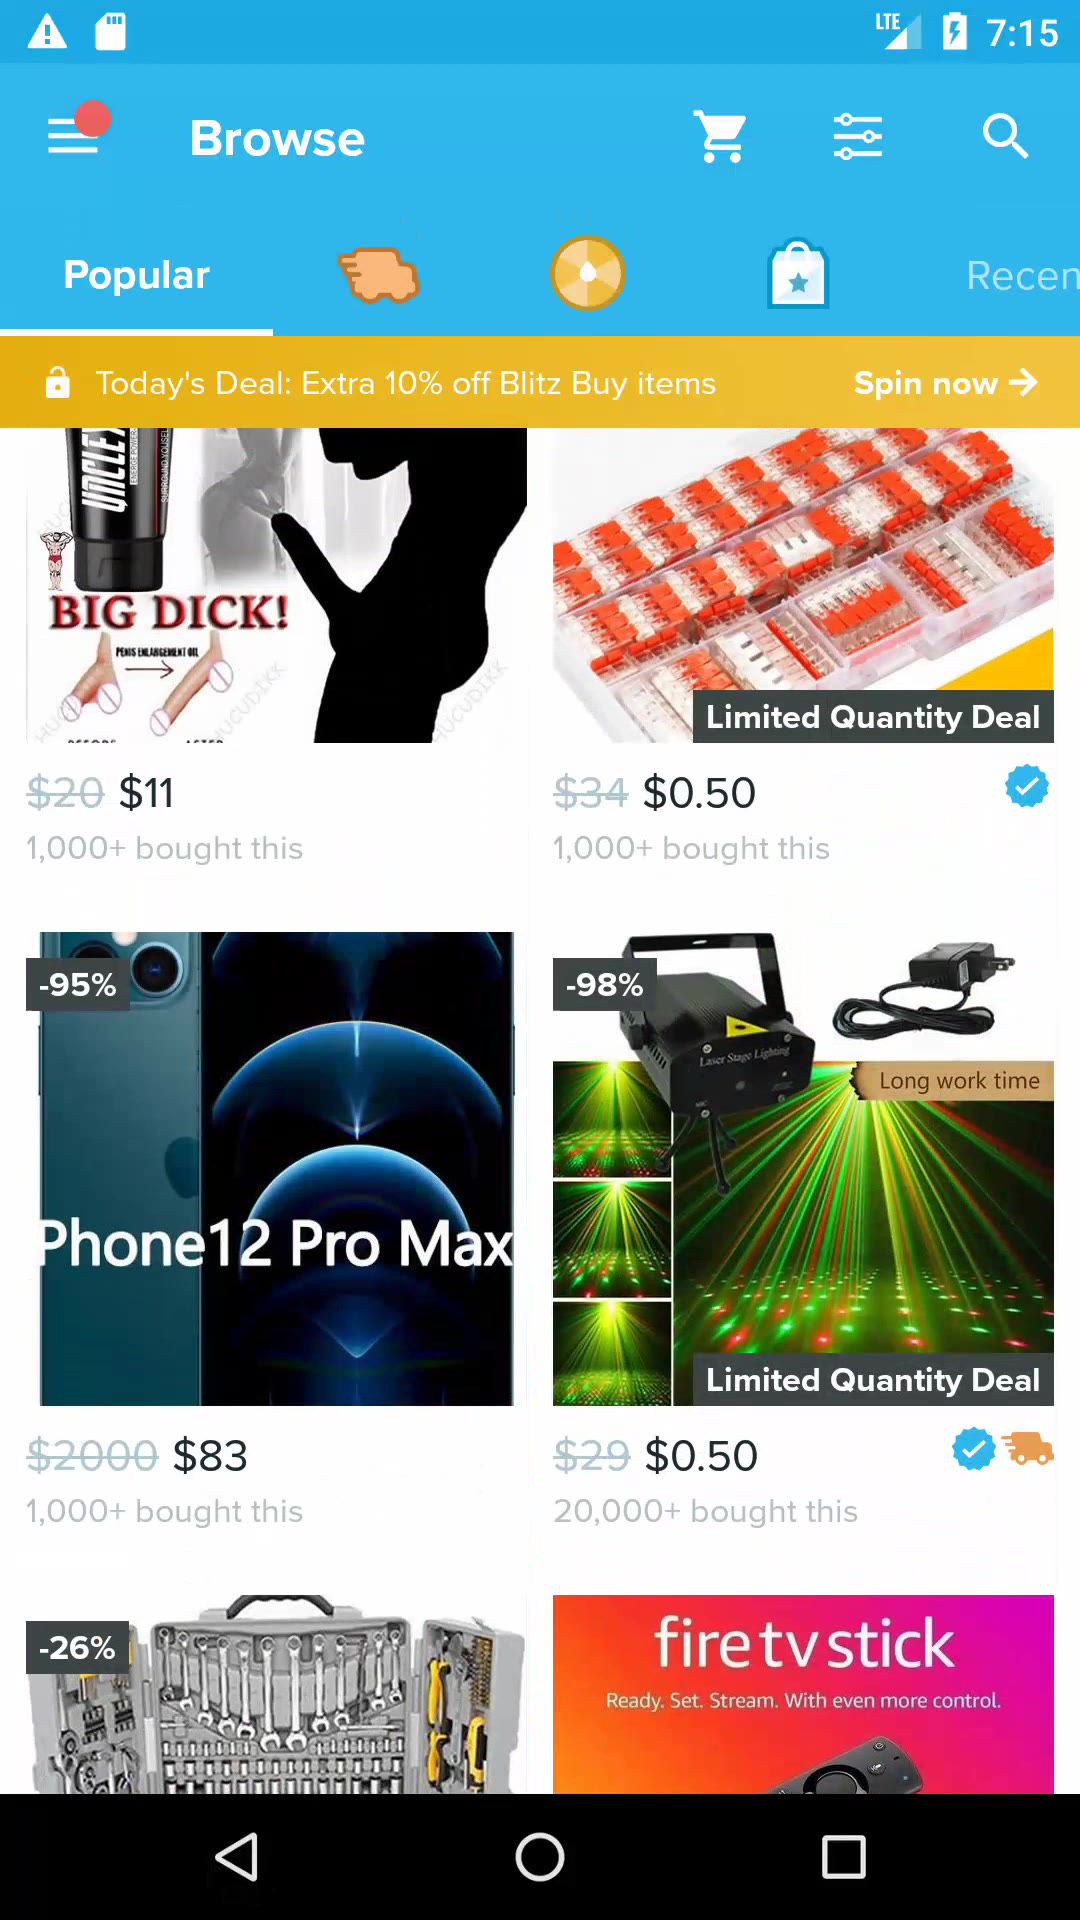 LTE 7:15
Browse
Popular
Recen
Today's Deal: Extra 10% off Blitz Buy items
Spin now
UNCLE
ENERGE POWER
BIG DICK!
PENIS ENLARGEMENT OIL
HUCUDIKK
HUCUDIKK
$20 $11
1,000+ bought this
Limited Quantity Deal
$34 $0.50
1,000+ bought this
-95%
Phone12 Pro Max
$2000 $83
1,000+ bought this
-98%
Laser Stage Lighting
Long work time
Limited Quantity Deal
$29 $0.50
20,000+ bought this
-26%
fire tv stick
Ready. Set. Stream. With even more control.